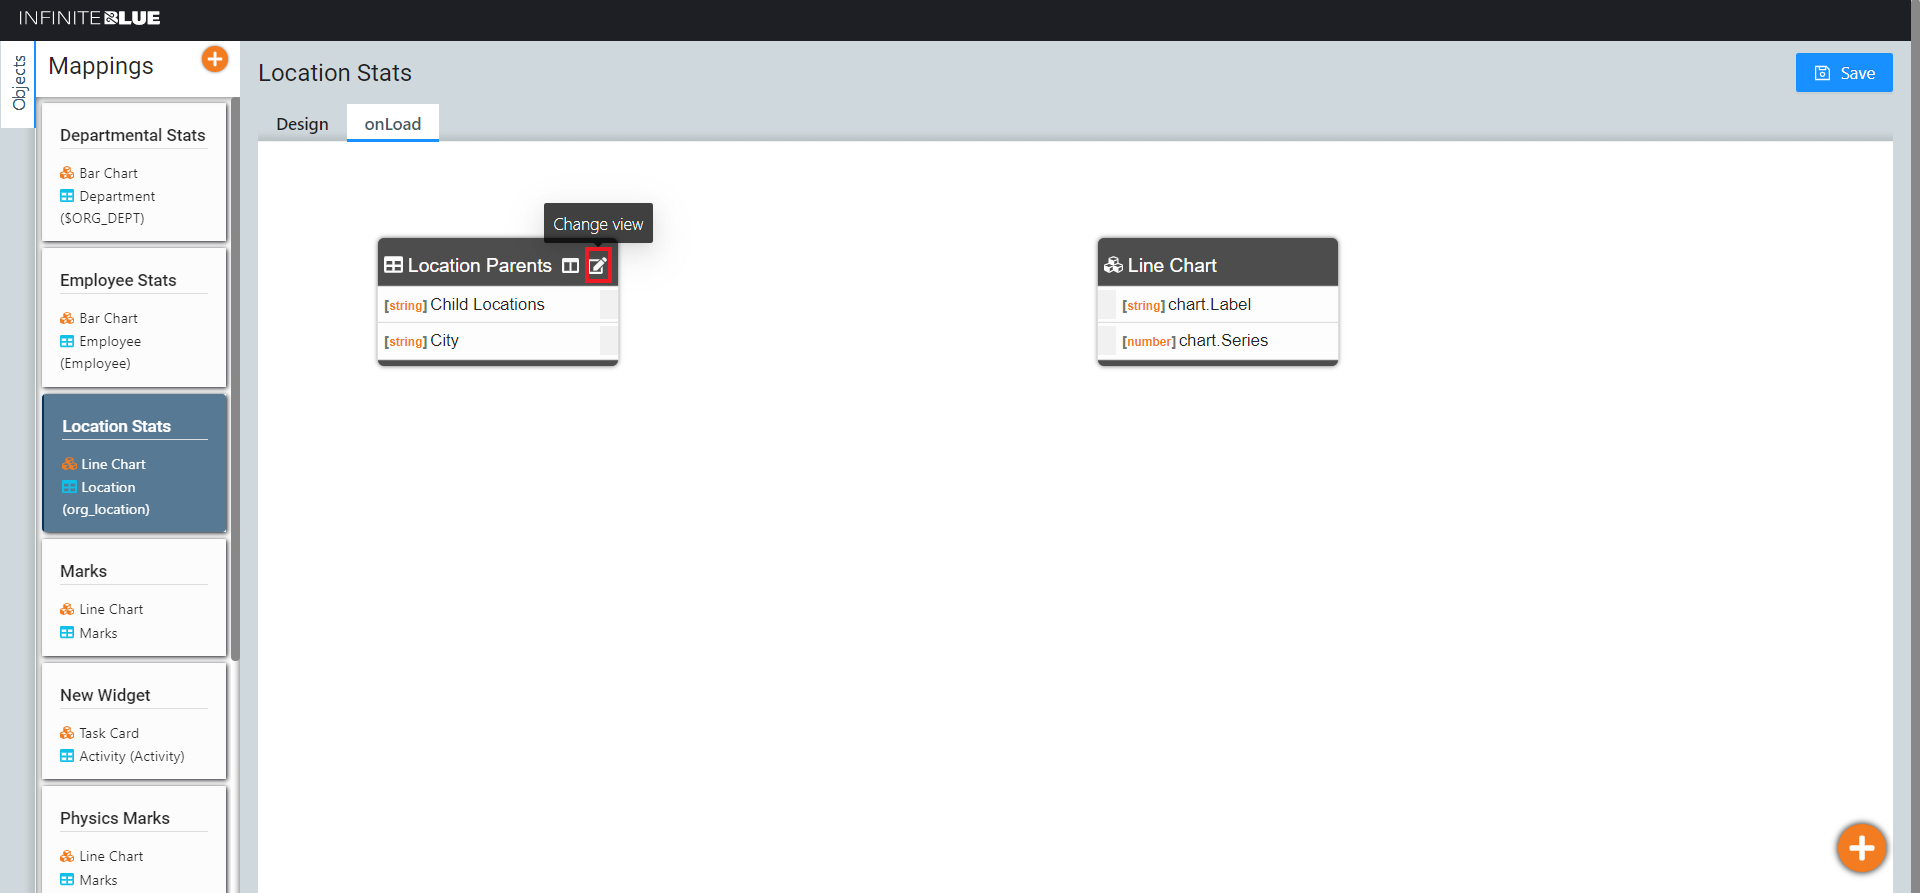 INFINITEBLUE
Objects
Mappings
Departmental Stats
Bar Chart
Department
($ORG_DEPT)
Employee Stats
Bar Chart
Employee
(Employee)
Location Stats
Line Chart
Location
(org_location)
Marks
Line Chart
Marks
New Widget
Task Card
Activity (Activity)
Physics Marks
Line Chart
Marks
Location Stats
Save
Design
onLoad
Change view
Location Parents
[string] Child Locations
[string] City
Line Chart
[string] chart.Label
[number] chart.Series